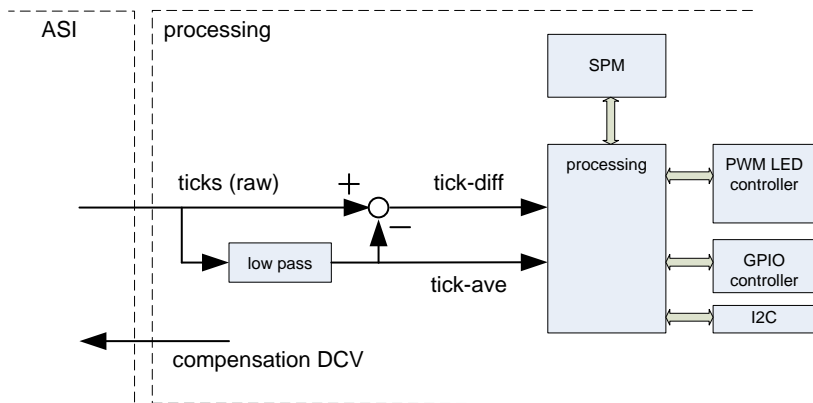 ASI
processing
SPM
processing
PWM LED
controller
ticks (raw)
+
tick-diff
−
low pass
tick-ave
GPIO
controller
I2C
compensation DCV